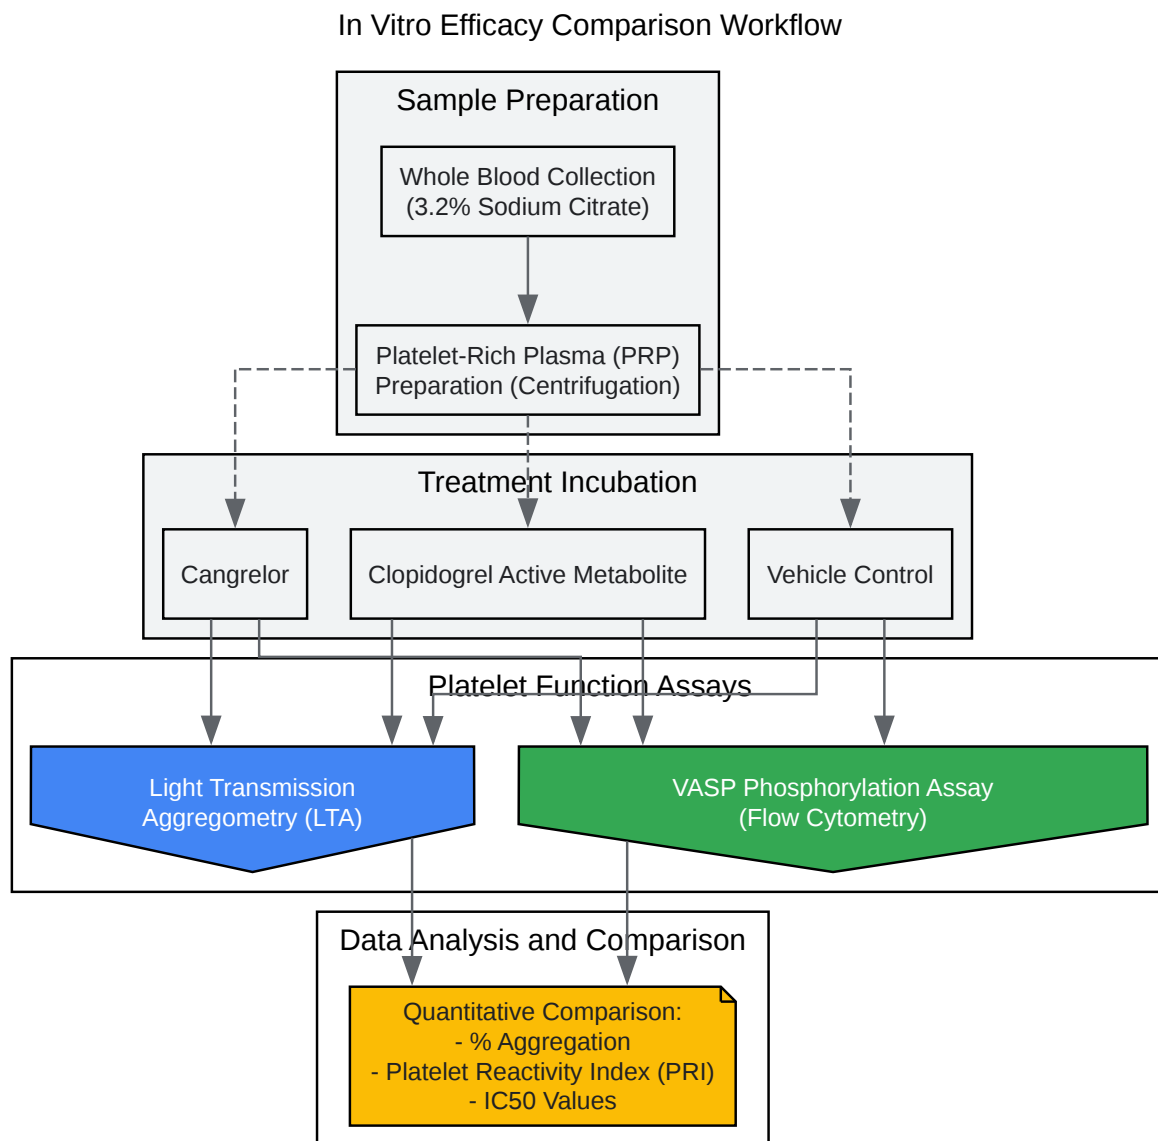 In Vitro Efficacy Comparison Workflow
Sample Preparation
Whole Blood Collection
(3.2% Sodium Citrate)
Platelet-Rich Plasma (PRP)
Preparation (Centrifugation)
Treatment Incubation
Cangrelor
Clopidogrel Active Metabolite
Vehicle Control
Platelet Function Assays
Light Transmission
Aggregometry (LTA)
VASP Phosphorylation Assay
(Flow Cytometry)
Data Analysis and Comparison
Quantitative Comparison:
- % Aggregation
- Platelet Reactivity Index (PRI)
- IC50 Values